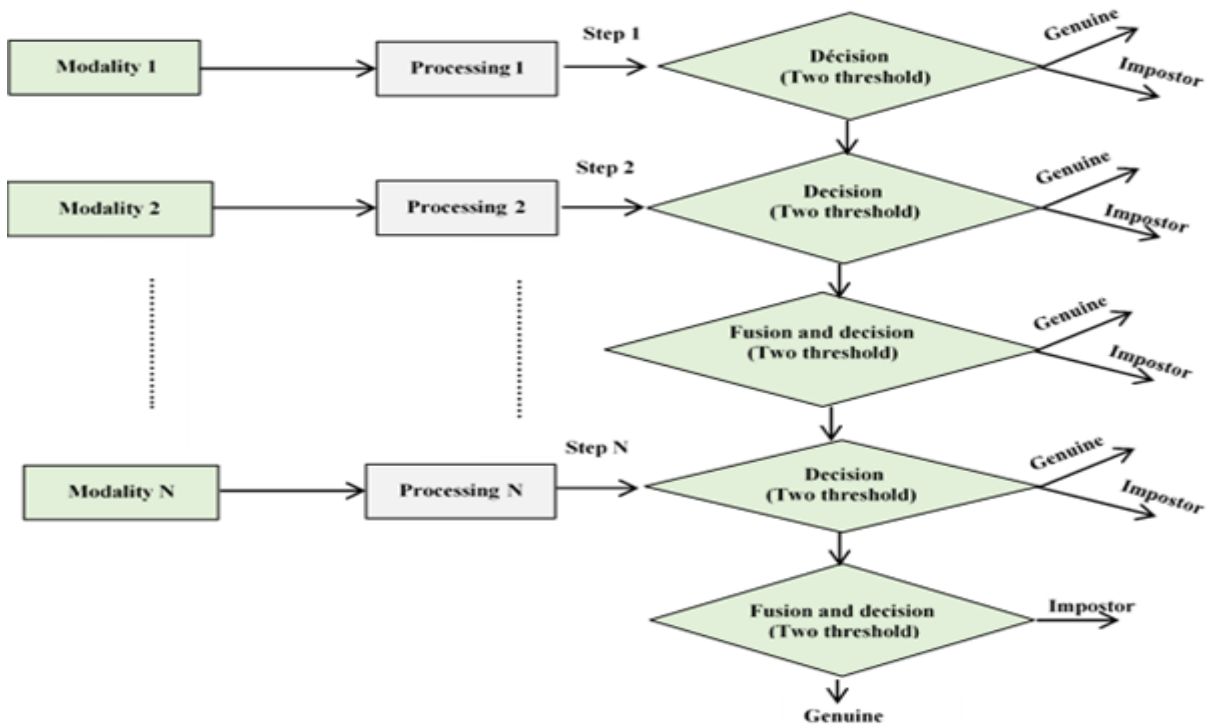 Modality 1
Processing 1
Step 1
Décision
(Two threshold)
Genuine
Impostor
Modality 2
Processing 2
Step 2
Decision
(Two threshold)
Genuine
Impostor
Fusion and decision
(Two threshold)
Genuine
Impostor
Modality N
Processing N
Step N
Decision
(Two threshold)
Genuine
Impostor
Fusion and decision
(Two threshold)
Impostor
Genuine